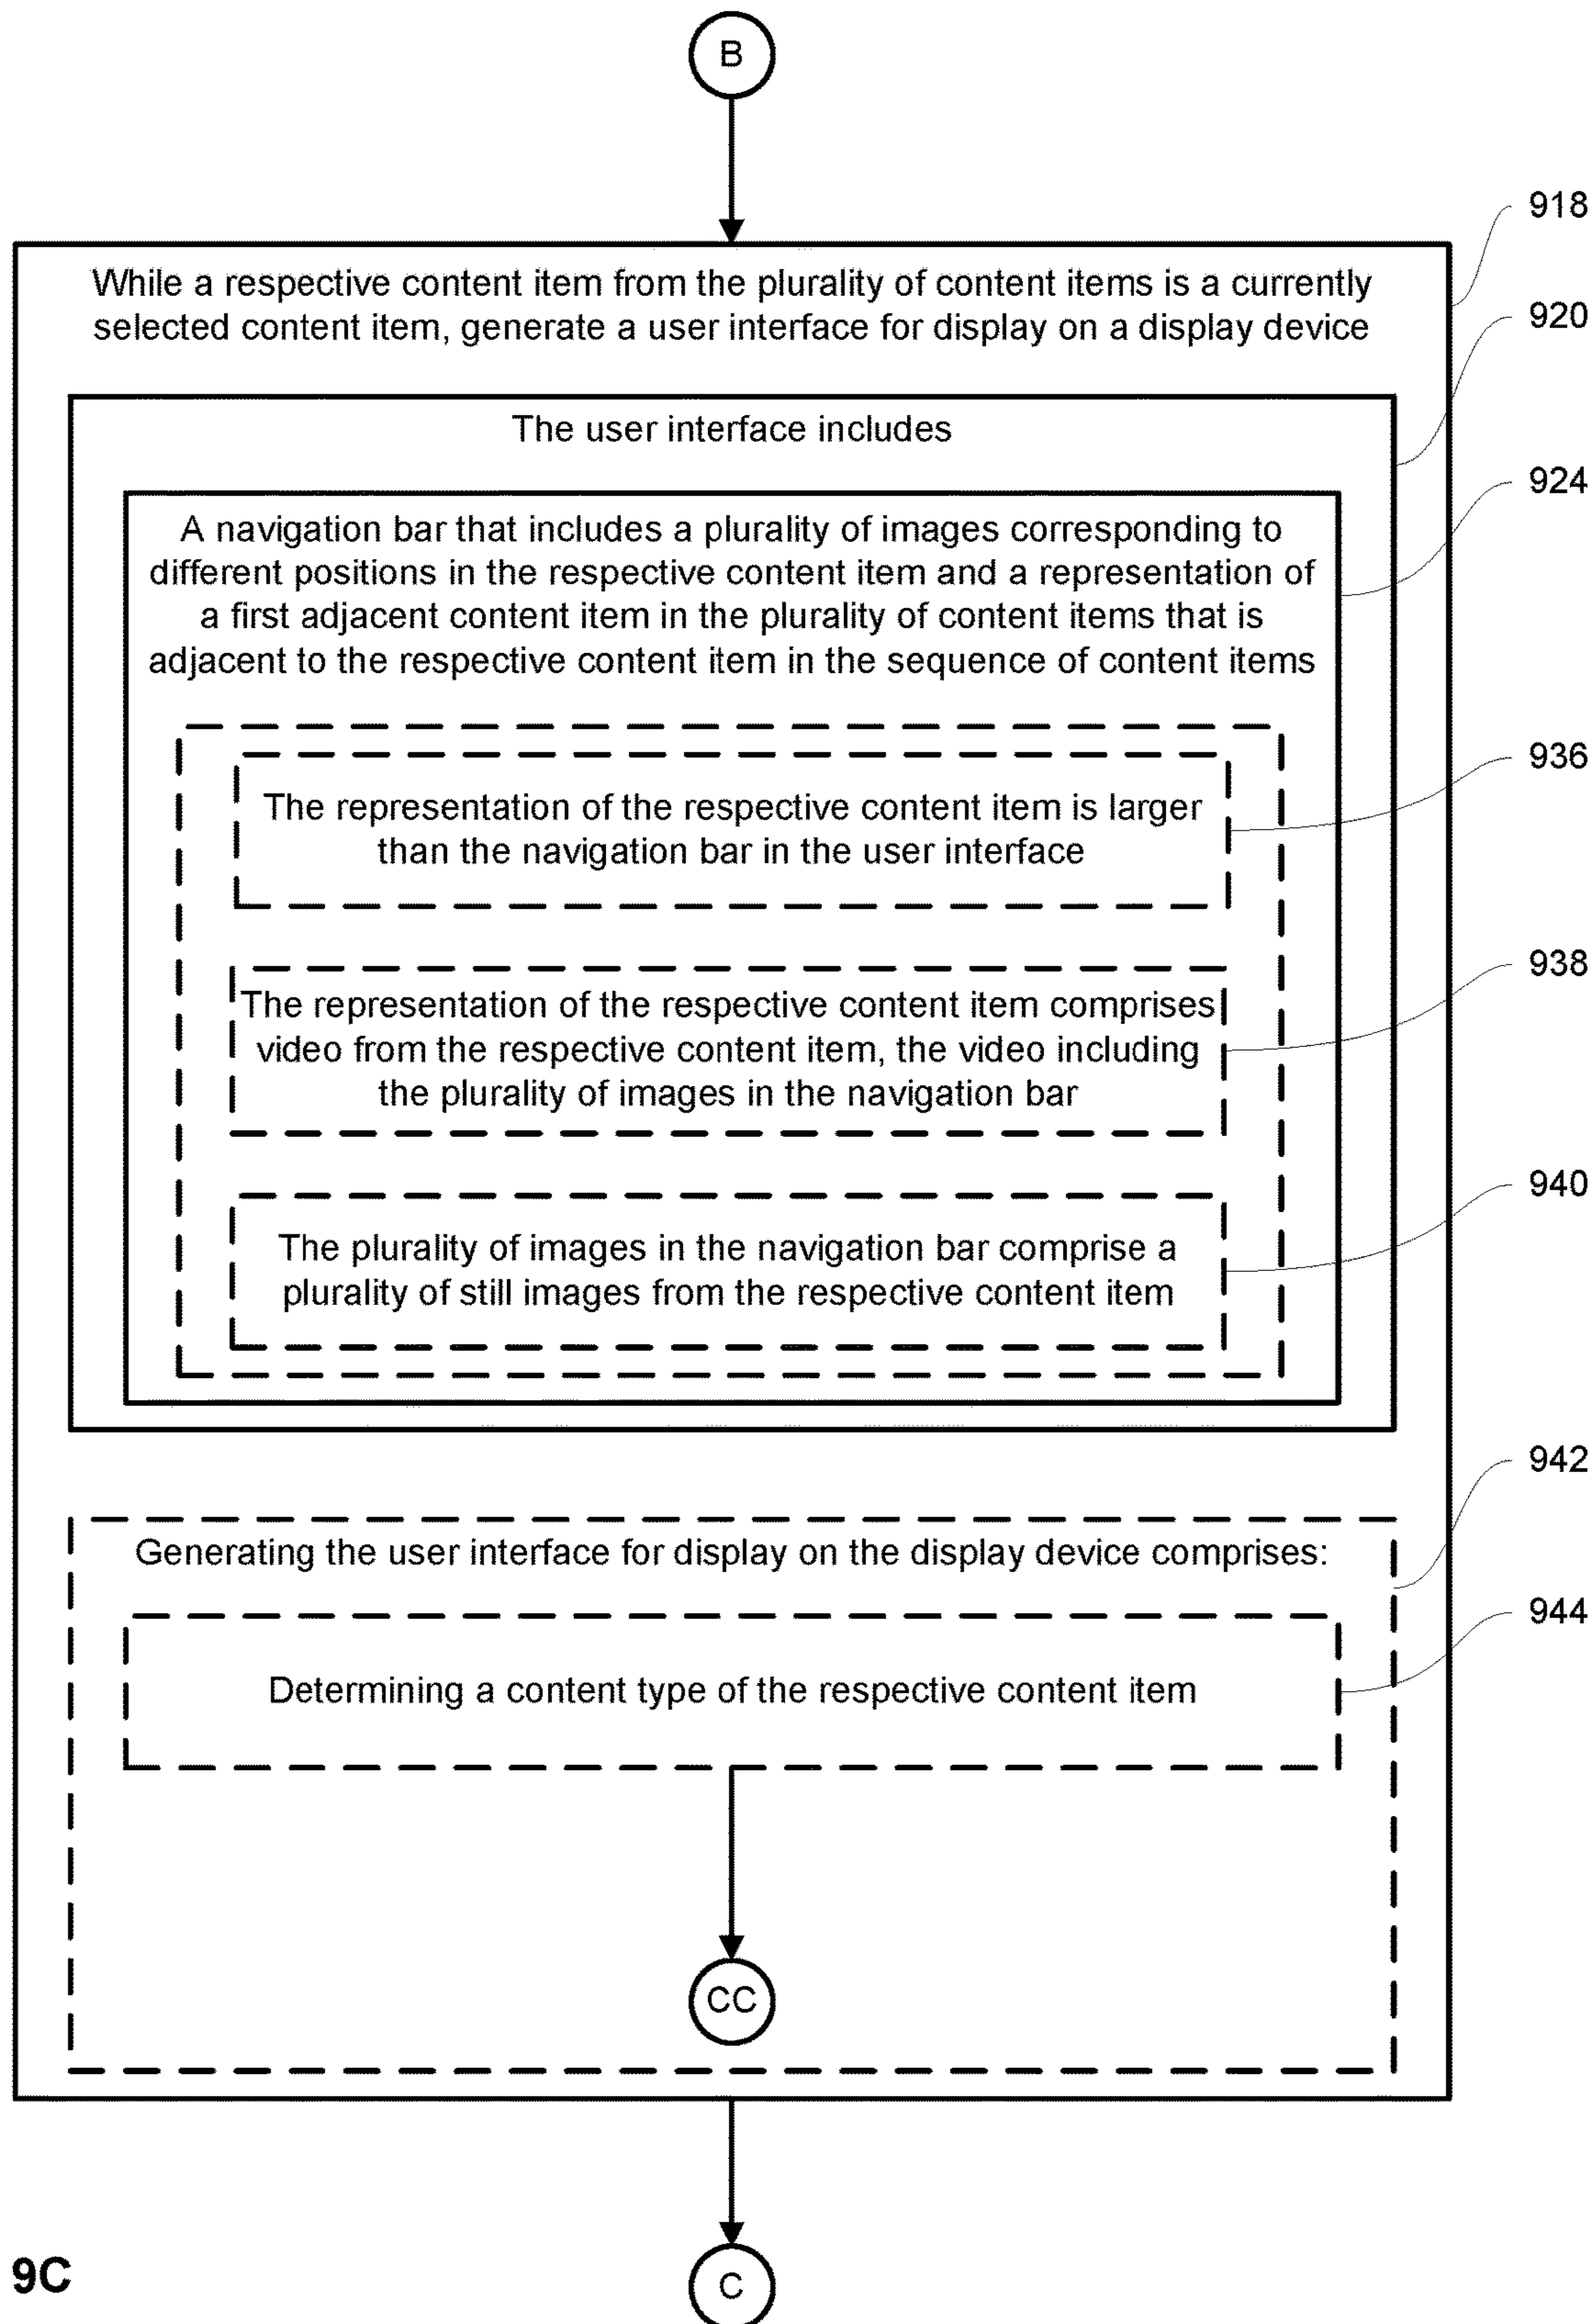 B
918
While a respective content item from the plurality of content items is a currently
selected content item, generate a user interface for display on a display device
920
The user interface includes
924
A navigation bar that includes a plurality of images corresponding to
different positions in the respective content item and a representation of
a first adjacent content item in the plurality of content items that is
adjacent to the respective content item in the sequence of content items
936
The representation of the respective content item is larger
than the navigation bar in the user interface
938
The representation of the respective content item comprises
video from the respective content item, the video including
the plurality of images in the navigation bar
940
The plurality of images in the navigation bar comprise a
plurality of still images from the respective content item
942
Generating the user interface for display on the display device comprises:
944
Determining a content type of the respective content item
CC
9C
C